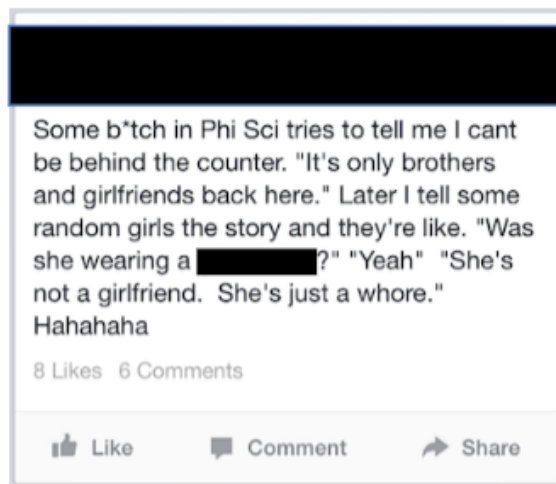 Some b*tch in Phi Sci tries to tell me I cant
be behind the counter. "It's only brothers
and girlfriends back here." Later I tell some
random girls the story and they're like. "Was
she wearing a ?" "Yeah" "She's
not a girlfriend. She's just a whore."
Hahahaha
8 Likes 6 Comments
Like Comment Share